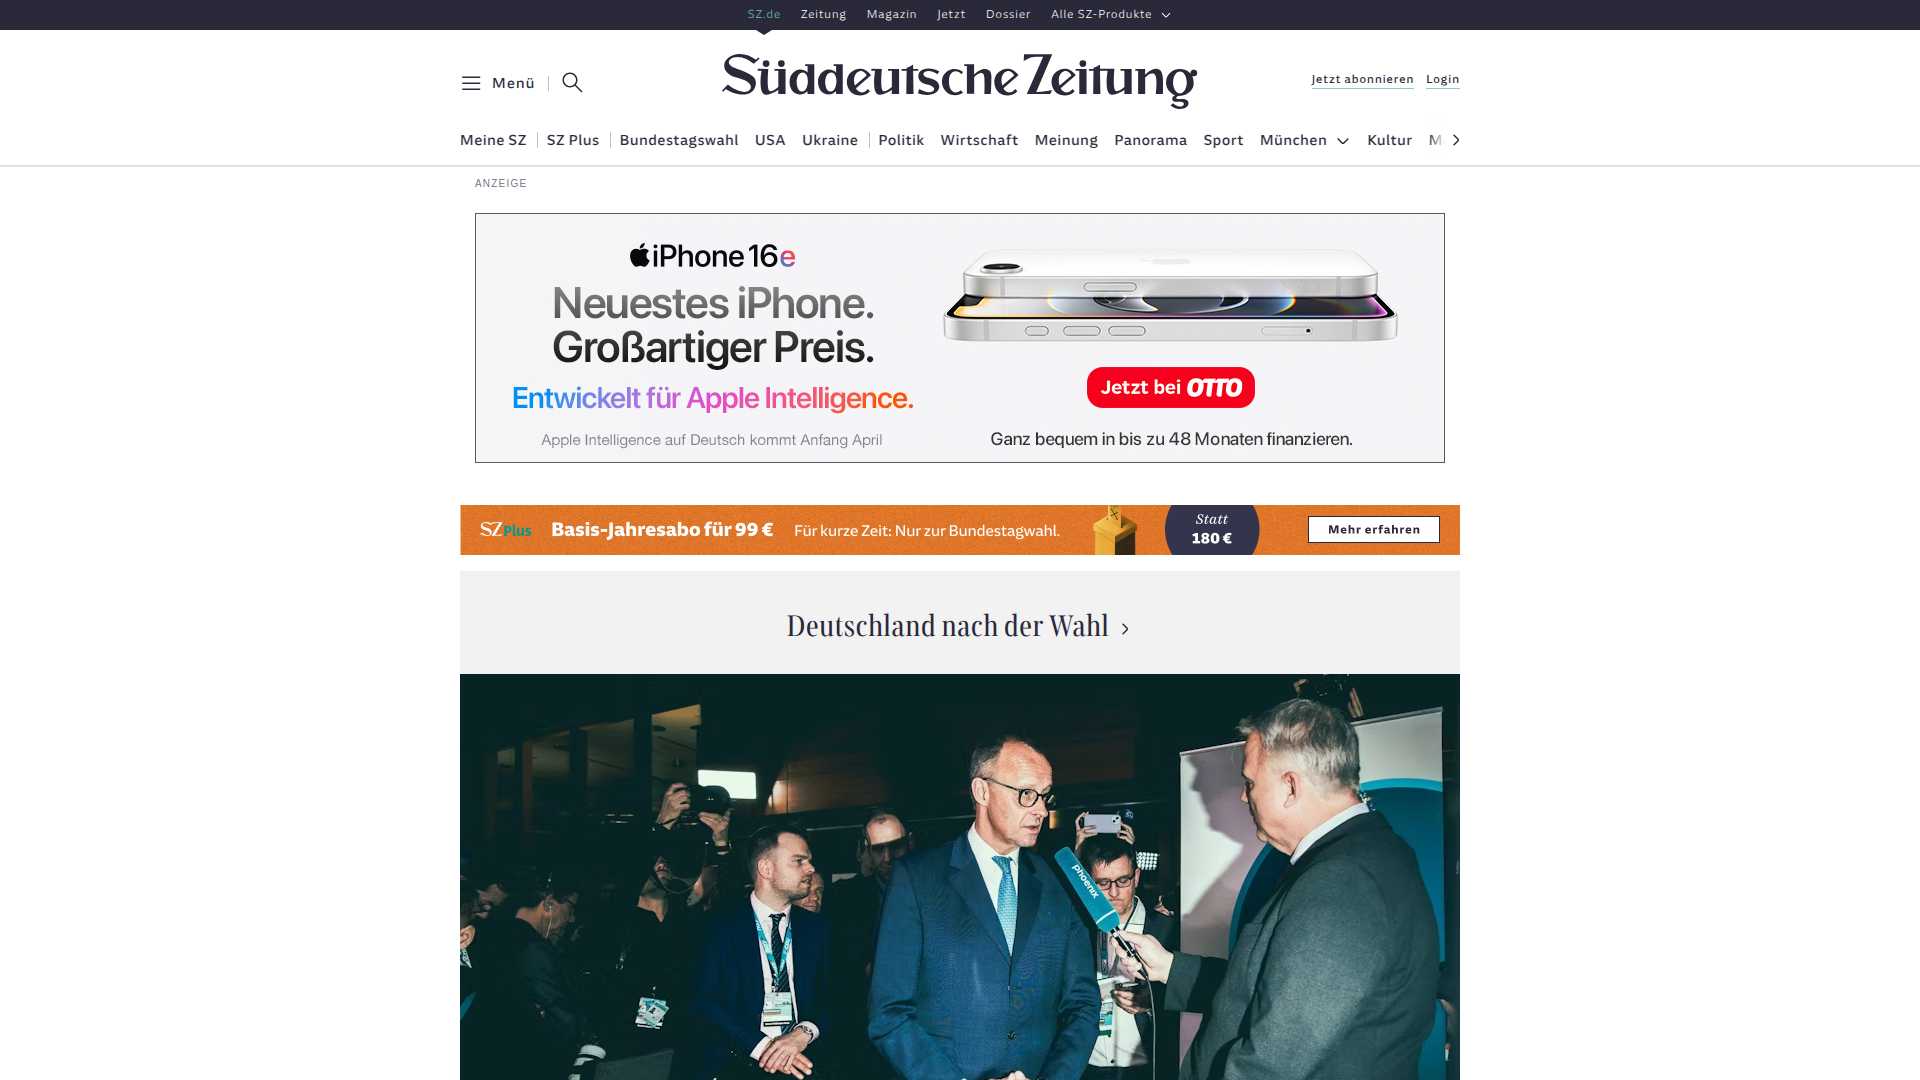 SZ.de Zeitung Magazin Jetzt Dossier Alle SZ-Produkte
Menü
Süddeutsche Zeitung
Jetzt abonnieren Login
Meine SZ SZ Plus Bundestagswahl USA Ukraine Politik Wirtschaft Meinung Panorama Sport München Kultur M
ANZEIGE
iPhone 16e
Neuestes iPhone.
Großartiger Preis.
Entwickelt für Apple Intelligence.
Apple Intelligence auf Deutsch kommt Anfang April
Jetzt bei OTTO
Ganz bequem in bis zu 48 Monaten finanzieren.
SZ Plus Basis-Jahresabo für 99 € Für kurze Zeit: Nur zur Bundestagwahl.
Statt
180 €
Mehr erfahren
Deutschland nach der Wahl
phoenix